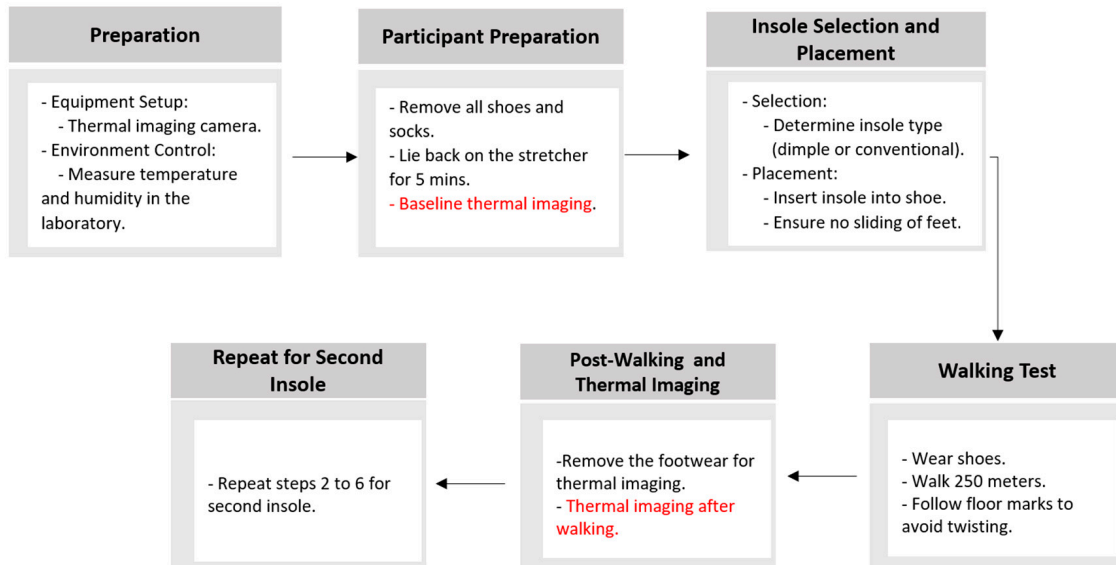 Preparation
- Equipment Setup:
- Thermal imaging camera.
- Environment Control:
- Measure temperature
and humidity in the
laboratory.
Participant Preparation
- Remove all shoes and
socks.
- Lie back on the stretcher
for 5 mins.
- Baseline thermal imaging.
Insole Selection and
Placement
- Selection:
- Determine insole type
(dimple or conventional).
- Placement:
- Insert insole into shoe.
- Ensure no sliding of feet.
Walking Test
- Wear shoes.
- Walk 250 meters.
- Follow floor marks to
avoid twisting.
Post-Walking and
Thermal Imaging
-Remove the footwear for
thermal imaging.
- Thermal imaging after
walking.
Repeat for Second
Insole
- Repeat steps 2 to 6 for
second insole.